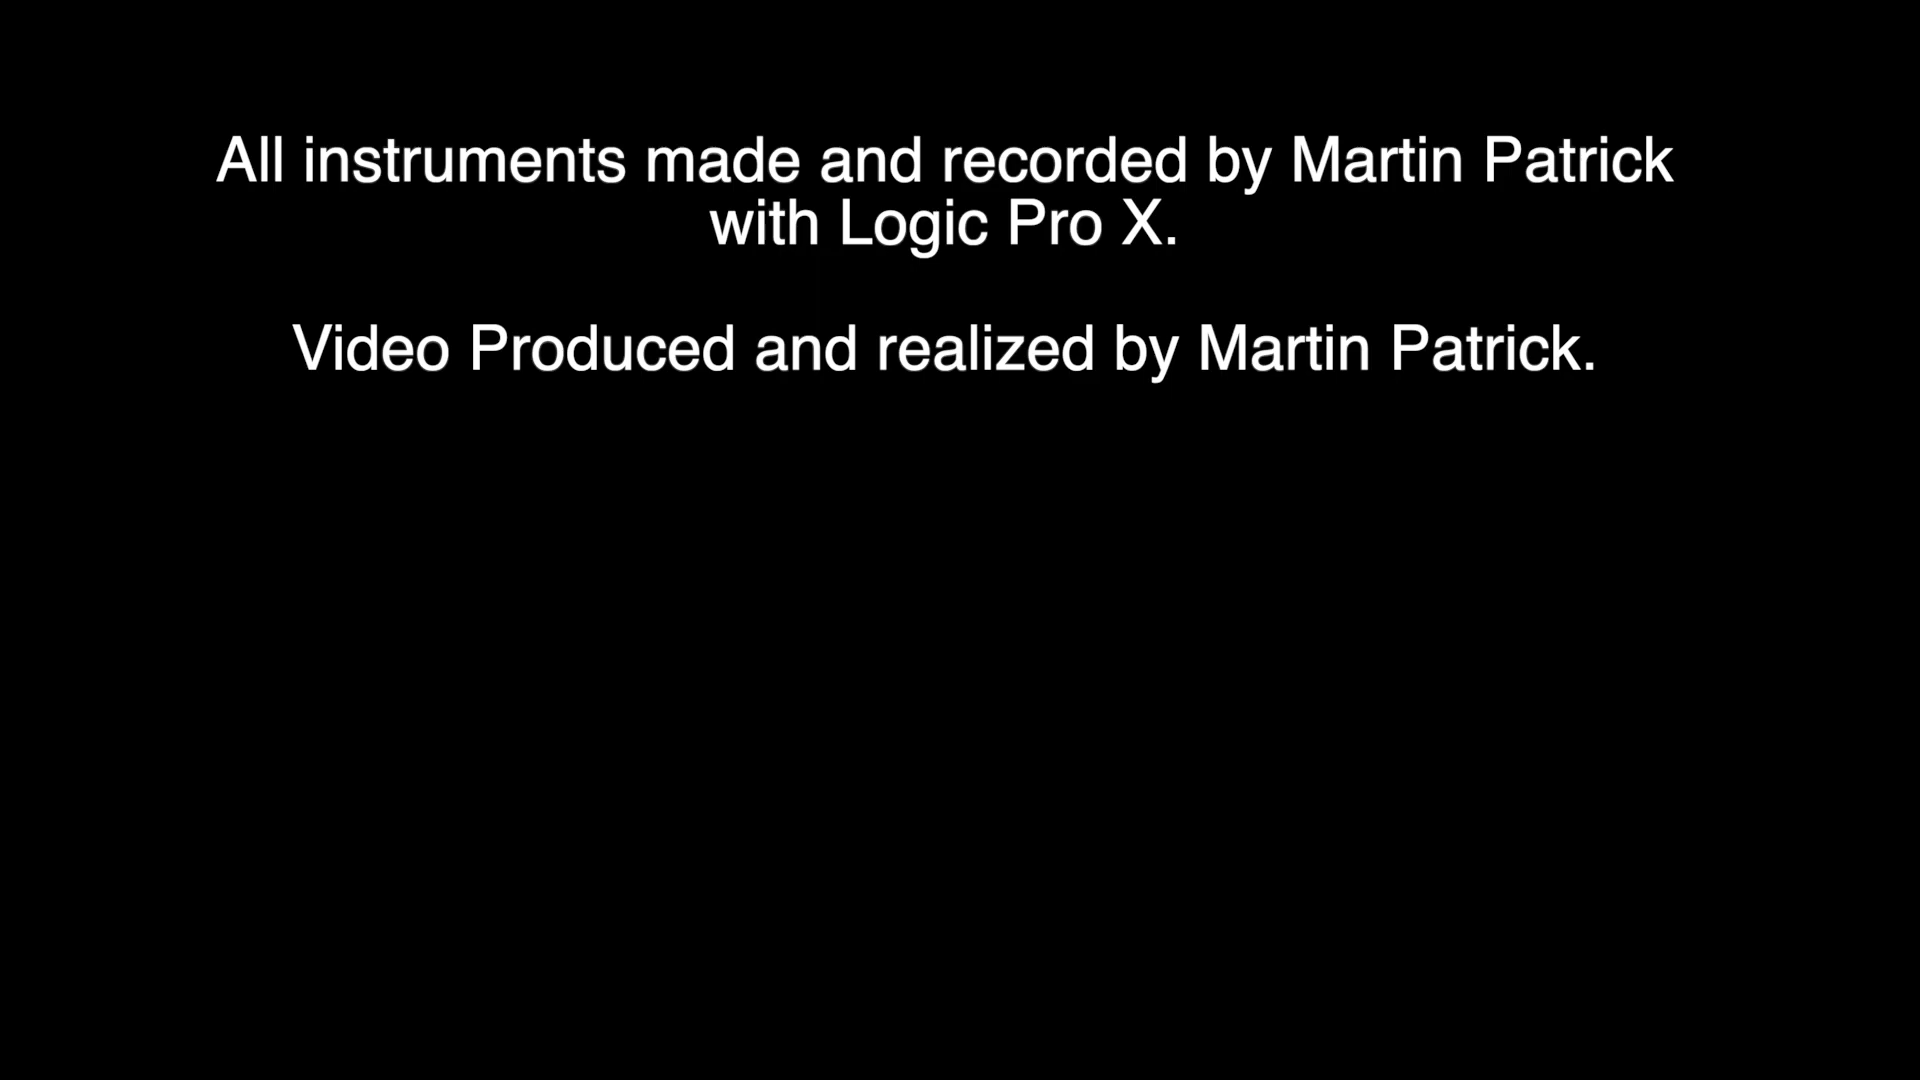 All instruments made and recorded by Martin Patrick
with Logic Pro X.
Video Produced and realized by Martin Patrick.